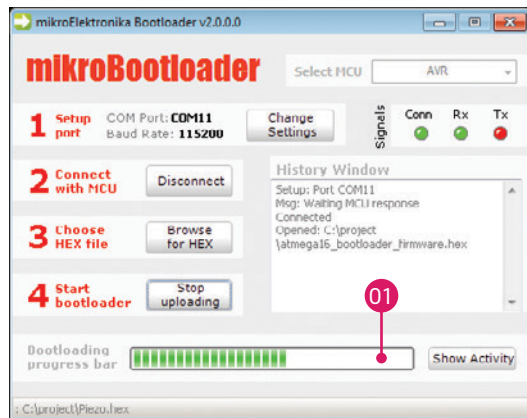 mikroElektronika Bootloader v2.0.0.0
mikroBootloader
Select MCU
AVR
1 Setup port
COM Port: COM11
Baud Rate: 115200
Change Settings
Signals
Conn Rx Tx
2 Connect with MCU
Disconnect
History Window
Setup: Port COM11
Msg: Waiting MCU response
Connected
Opened: C:\project
\atmega16_bootloader_firmware.hex
3 Choose HEX file
Browse for HEX
4 Start bootloader
Stop uploading
01
Bootloading progress bar
Show Activity
: C:\project\Piezo.hex